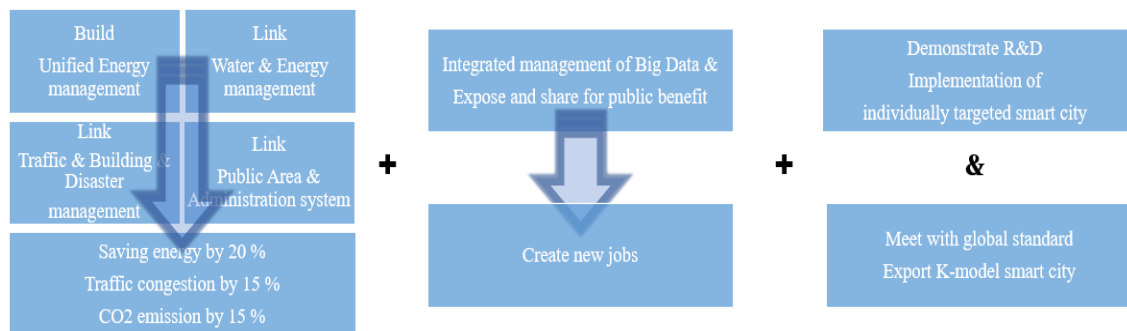 Build
Unified Energy
management
Link
Water & Energy
management
Link
Traffic & Building &
Disaster
management
Link
Public Area &
Administration system
Saving energy by 20 %
Traffic congestion by 15 %
CO2 emission by 15 %
+
Integrated management of Big Data &
Expose and share for public benefit
Create new jobs
+
Demonstrate R&D
Implementation of
individually targeted smart city
&
Meet with global standard
Export K-model smart city